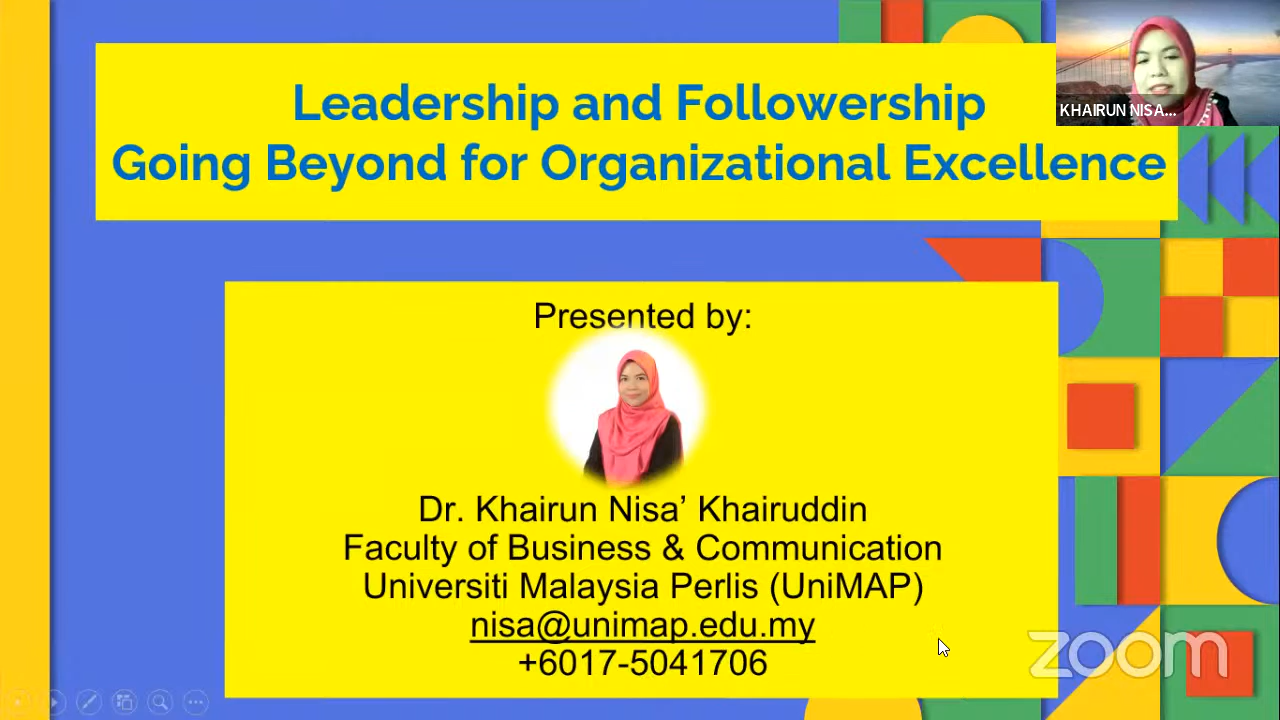 Leadership and Followership
Going Beyond for Organizational Excellence
KHAIRUN NISA...
Presented by:
Dr. Khairun Nisa’ Khairuddin
Faculty of Business & Communication
Universiti Malaysia Perlis (UniMAP)
nisa@unimap.edu.my
+6017-5041706
zoom